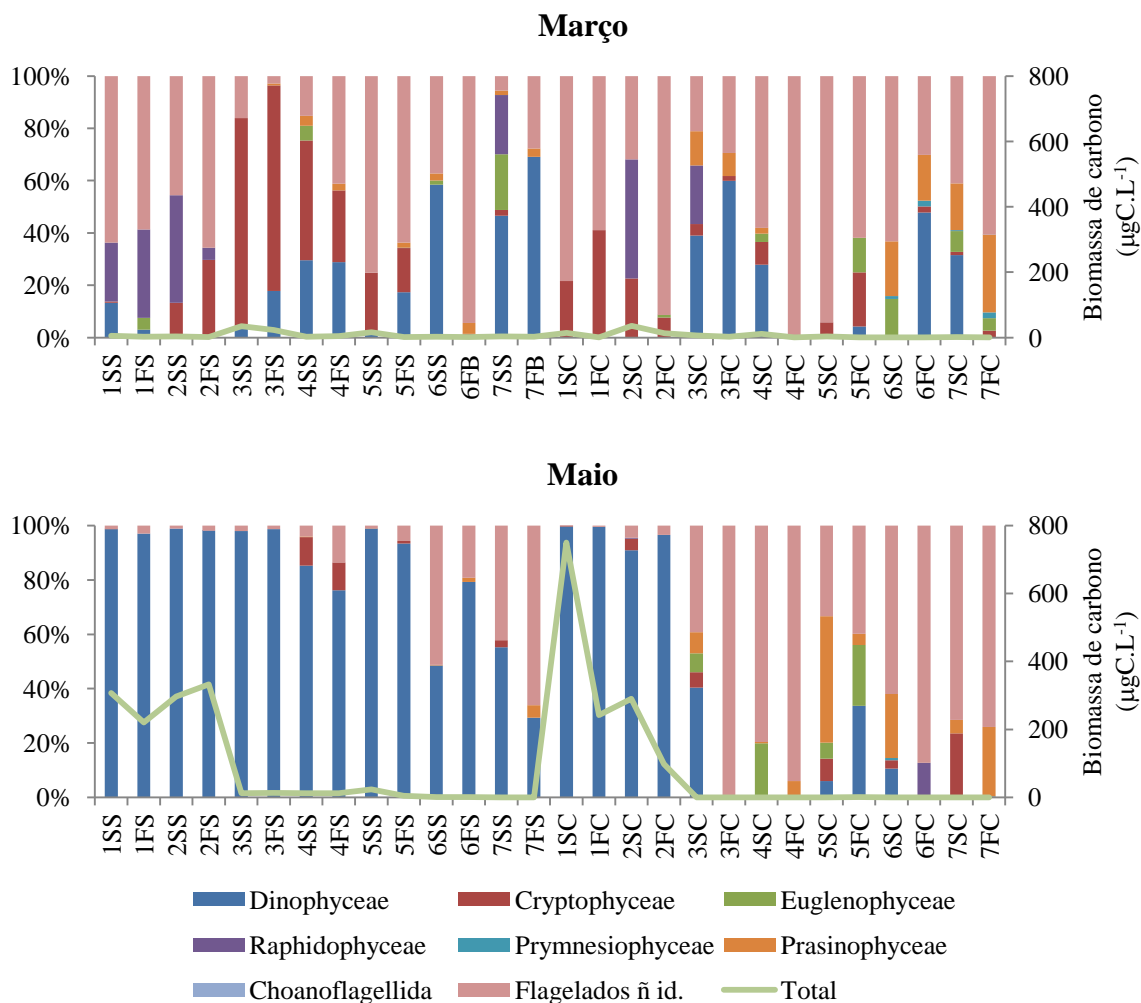 Março
100%
80%
60%
40%
20%
0%
800
600
400
200
0
Biomassa de carbono
(µgC.L-1)
1SS
1FS
2SS
2FS
3SS
3FS
4SS
4FS
5SS
5FS
6SS
6FB
7SS
7FB
1SC
1FC
2SC
2FC
3SC
3FC
4SC
4FC
5SC
5FC
6SC
6FC
7SC
7FC
Maio
100%
80%
60%
40%
20%
0%
800
600
400
200
0
Biomassa de carbono
(µgC.L-1)
1SS
1FS
2SS
2FS
3SS
3FS
4SS
4FS
5SS
5FS
6SS
6FS
7SS
7FS
1SC
1FC
2SC
2FC
3SC
3FC
4SC
4FC
5SC
5FC
6SC
6FC
7SC
7FC
Dinophyceae
Cryptophyceae
Euglenophyceae
Raphidophyceae
Prymnesiophyceae
Prasinophyceae
Choanoflagellida
Flagelados ñ id.
Total